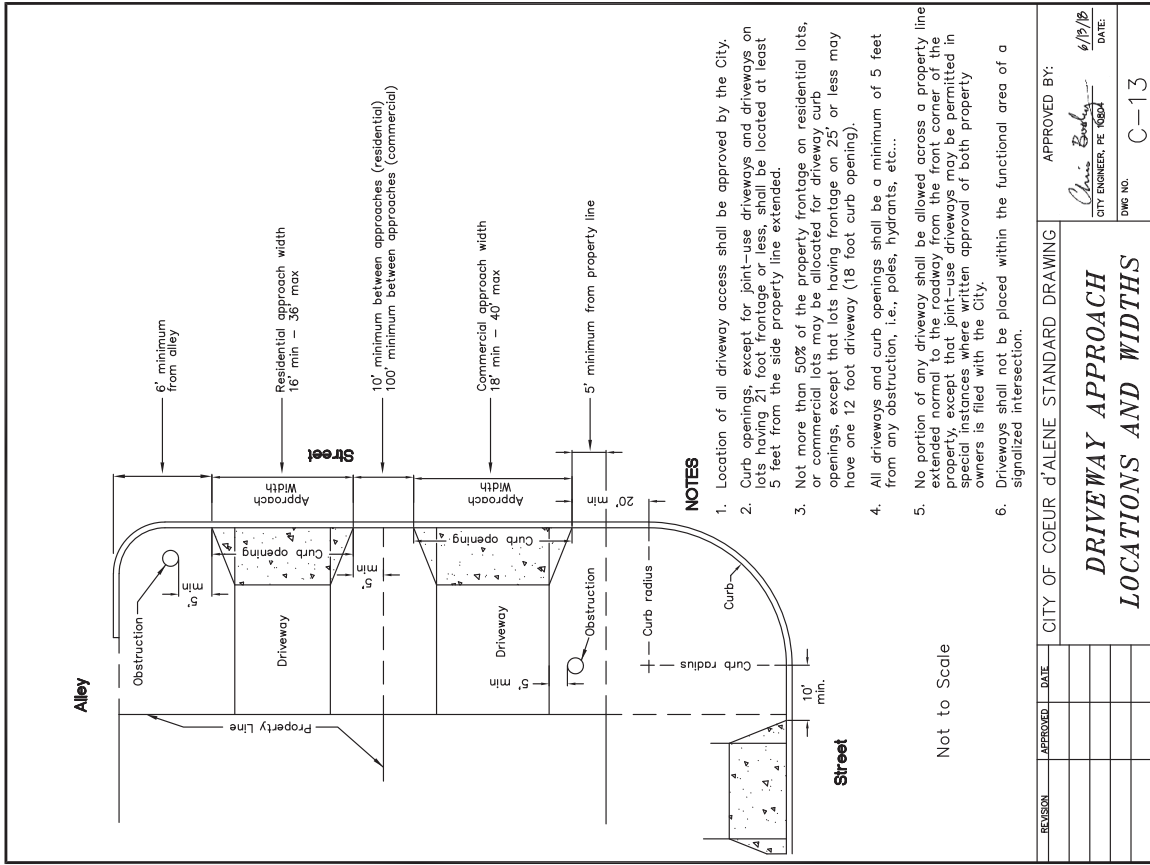 Alley
Obstruction
5' min
Property Line
Driveway
5' min
Curb opening
Approach Width
Street
6' minimum
from alley
Residential approach width
16' min – 36' max
10' minimum between approaches (residential)
100' minimum between approaches (commercial)
Driveway
Curb opening
Approach Width
Commercial approach width
18' min – 40' max
5' min
Obstruction
20' min
5' minimum from property line
Curb radius
Curb radius
Curb
10'
min.
Street
Not to Scale
NOTES
1. Location of all driveway access shall be approved by the City.
2. Curb openings, except for joint–use driveways and driveways on
lots having 21 foot frontage or less, shall be located at least
5 feet from the side property line extended.
3. Not more than 50% of the property frontage on residential lots,
or commercial lots may be allocated for driveway curb
openings, except that lots having frontage on 25' or less may
have one 12 foot driveway (18 foot curb opening).
4. All driveways and curb openings shall be a minimum of 5 feet
from any obstruction, i.e., poles, hydrants, etc...
5. No portion of any driveway shall be allowed across a property line
extended normal to the roadway from the front corner of the
property, except that joint–use driveways may be permitted in
special instances where written approval of both property
owners is filed with the City.
6. Driveways shall not be placed within the functional area of a
signalized intersection.
REVISION APPROVED DATE
CITY OF COEUR d'ALENE STANDARD DRAWING
DRIVEWAY APPROACH
LOCATIONS AND WIDTHS
APPROVED BY:
6/13/18
CITY ENGINEER, PE 10804 DATE:
DWG NO.
C–13